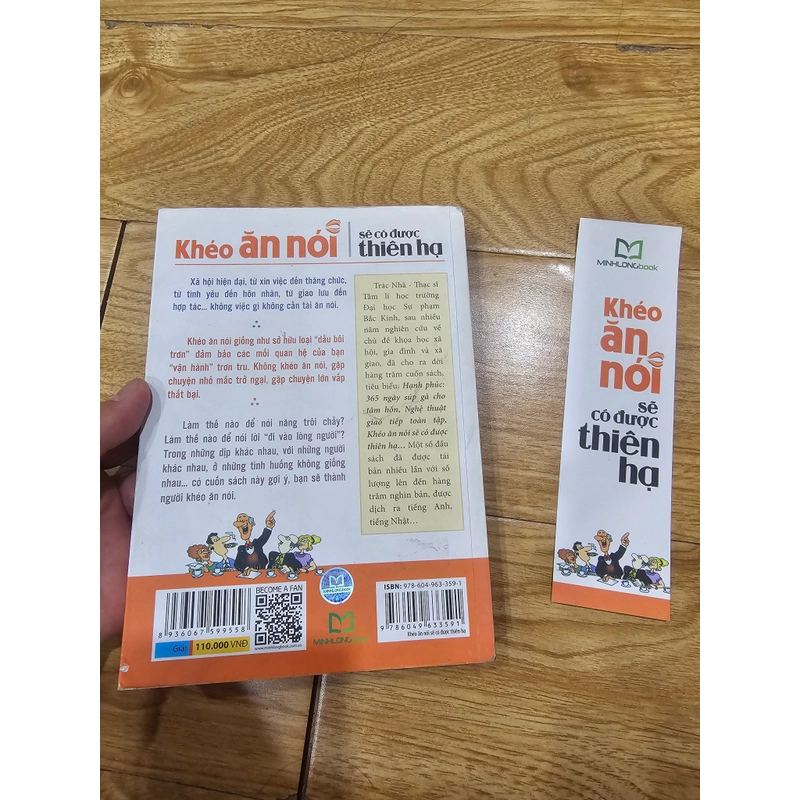 Khéo ăn nói sẽ có được
thiên hạ
Xã hội hiện đại, từ xin việc đến thăng chức,
từ tình yêu đến hôn nhân, từ giao lưu đến
hợp tác... không việc gì không cần tài ăn nói.
Khéo ăn nói giống như sở hữu loại "dầu bôi
trơn" đảm bảo các mối quan hệ của bạn
"vận hành" trơn tru. Không khéo ăn nói, gặp
chuyện nhỏ mắc trở ngại, gặp chuyện lớn vấp
thất bại.
Làm thế nào để nói năng trôi chảy?
Làm thế nào để nói lời "đi vào lòng người"?
Trong những dịp khác nhau, với những người
khác nhau, ở những tình huống không giống
nhau... có cuốn sách này gợi ý, bạn sẽ thành
người khéo ăn nói.
Trác Nhã - Thạc sĩ
Tâm lí học trường
Đại học Sư phạm
Bắc Kinh, sau nhiều
năm nghiên cứu về
chủ đề khoa học xã
hội, gia đình và xã
giao, đã cho ra đời
hàng trăm cuốn sách,
tiêu biểu: Hạnh phúc:
365 ngày súp gà cho
tâm hồn, Nghệ thuật
giao tiếp toàn tập,
Khéo ăn nói sẽ có được
thiên hạ... Một số đầu
sách đã được tái
bản nhiều lần với số
lượng lên đến hàng
trăm nghìn bản, được
dịch ra tiếng Anh,
tiếng Nhật...
8 936067 599558
Giá: 110.000 VNĐ
BECOME A FAN
www.minhlongbook.com.vn
MINHLONGbook
MINHLONGbook
ISBN: 978-604-963-359-1
9 786049 633591
Khéo ăn nói sẽ có được thiên hạ
MINHLONGbook
Khéo
ăn
nói
sẽ
có được
thiên
hạ